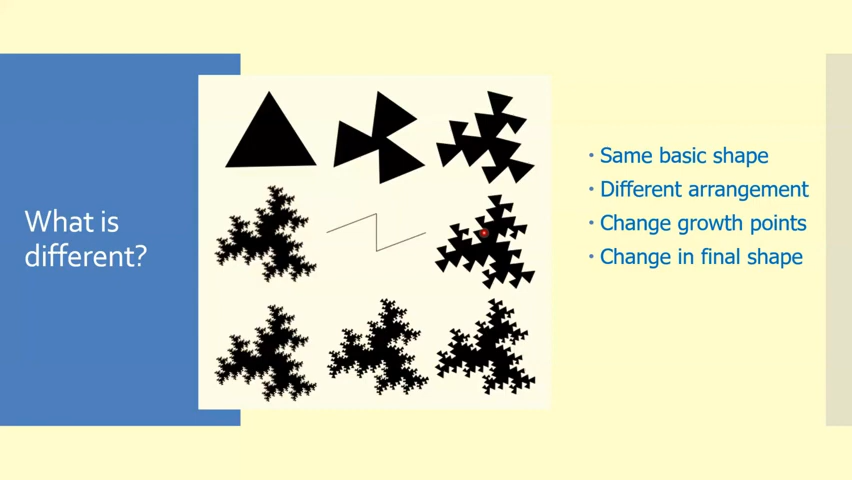 What is
different?
• Same basic shape
• Different arrangement
• Change growth points
• Change in final shape